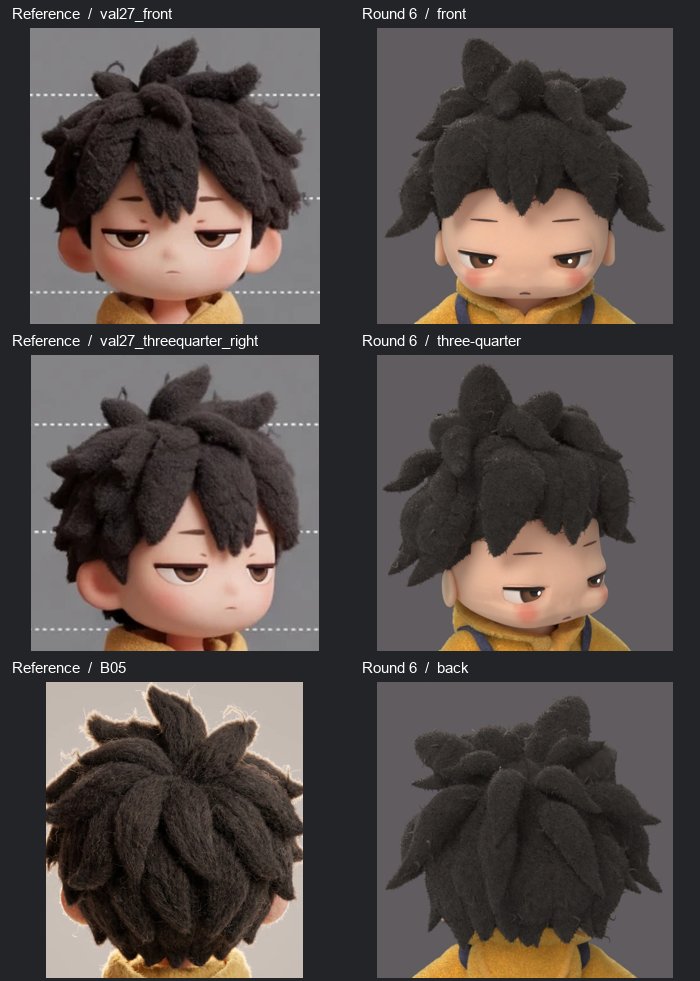 Reference / val27_front
Round 6 / front
Reference / val27_threequarter_right
Round 6 / three-quarter
Reference / B05
Round 6 / back